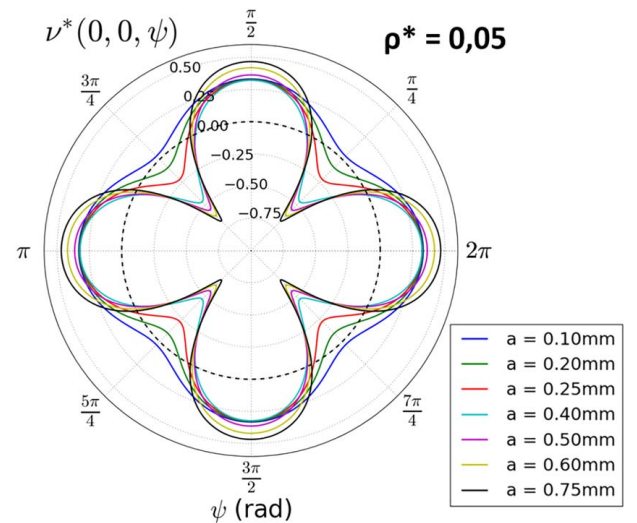 ν*(0, 0, ψ)
ρ* = 0,05
π/2
3π/4
π/4
0.50
0.25
0.00
−0.25
−0.50
−0.75
π
2π
5π/4
7π/4
3π/2
ψ (rad)
a = 0.10mm
a = 0.20mm
a = 0.25mm
a = 0.40mm
a = 0.50mm
a = 0.60mm
a = 0.75mm